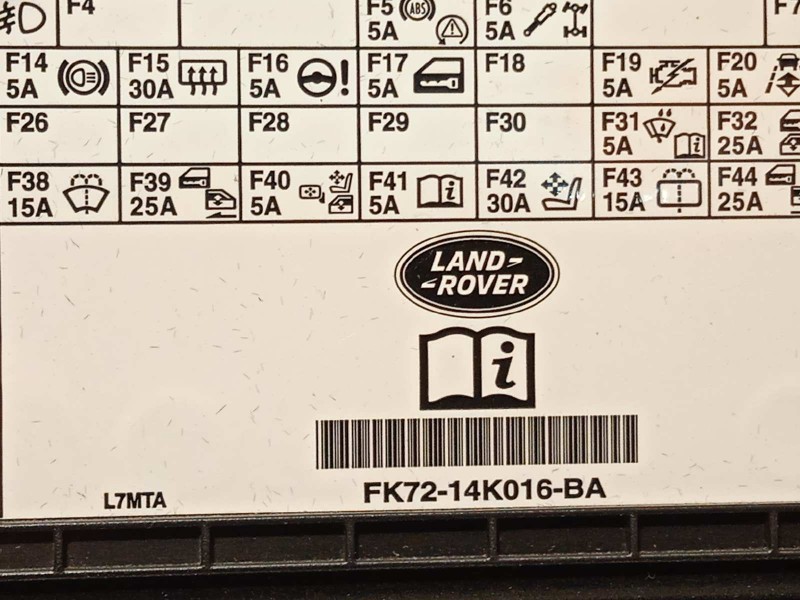 F4 F5 F6 F7
5A ABS 5A
F14 F15 F16 F17 F18 F19 F20
5A 30A 5A ! 5A 5A 5A
F26 F27 F28 F29 F30 F31 F32
5A i 25A
F38 F39 F40 F41 F42 F43 F44
15A 25A 5A 5A i 30A 15A 25A
LAND-
-ROVER
i
FK72-14K016-BA
L7MTA